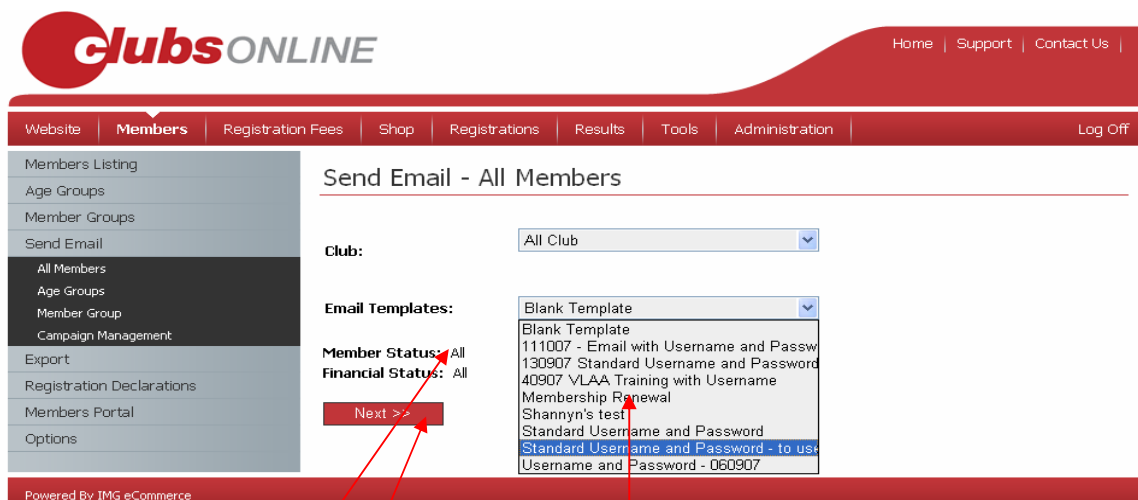 clubsONLINE
Home | Support | Contact Us |
Website Members Registration Fees Shop Registrations Results Tools Administration Log Off
Members Listing
Age Groups
Member Groups
Send Email
All Members
Age Groups
Member Group
Campaign Management
Export
Registration Declarations
Members Portal
Options
Send Email - All Members
Club: All Club
Email Templates: Blank Template
Blank Template
111007 - Email with Username and Passw
130907 Standard Username and Password
40907 VLAA Training with Username
Membership Renewal
Shannyn's test
Standard Username and Password
Standard Username and Password - to use
Username and Password - 060907
Member Status: All
Financial Status: All
Next >>
Powered By IMG eCommerce